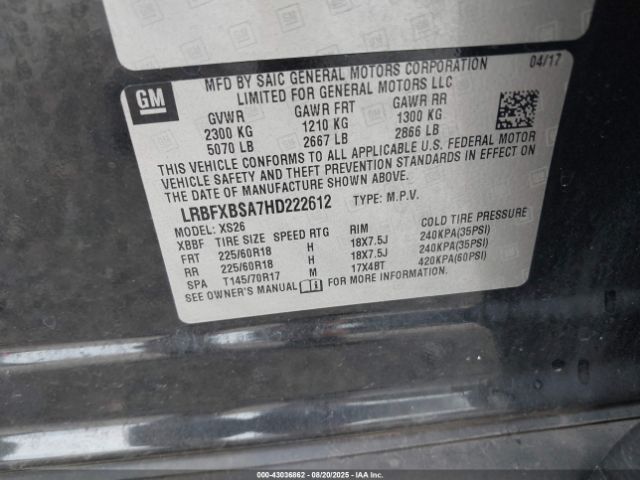 GM
MFD BY SAIC GENERAL MOTORS CORPORATION 04/17
LIMITED FOR GENERAL MOTORS LLC
GVWR GAWR FRT GAWR RR
2300 KG 1210 KG 1300 KG
5070 LB 2667 LB 2866 LB
THIS VEHICLE CONFORMS TO ALL APPLICABLE U.S. FEDERAL MOTOR
VEHICLE SAFETY AND THEFT PREVENTION STANDARDS IN EFFECT ON
THE DATE OF MANUFACTURE SHOWN ABOVE.
LRBFXBSA7HD222612 TYPE: M.P.V.
MODEL: XS26
XBBF TIRE SIZE SPEED RTG RIM COLD TIRE PRESSURE
FRT 225/60R18 H 18X7.5J 240KPA(35PSI)
RR 225/60R18 H 18X7.5J 240KPA(35PSI)
SPA T145/70R17 M 17X4BT 420KPA(60PSI)
SEE OWNER'S MANUAL FOR MORE INFORMATION.
000-43036862 - 08/20/2025 - IAAI.COM